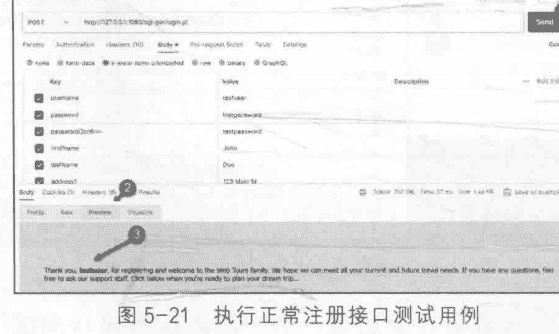 POST http://127.0.0.1:1080/cgi-bin/login.pl Send
Params Authorization Headers (10) Body Pre-request Script Tests Settings
none form-data x-www-form-urlencoded raw binary GraphQL
Key Value Description
username testuser
password testpassword
passwordConfirm testpassword
firstName John
lastName Doe
address1 123 Main St
Body Cookies (1) Headers Results
2
Pretty Raw Preview Visualize
3
Thank you, testuser, for registering and welcome to the Web Tours family. We hope we can meet all your current and future travel needs. If you have any questions, feel
free to ask our support staff. Click below when you're ready to plan your dream trip...
图 5-21 执行正常注册接口测试用例